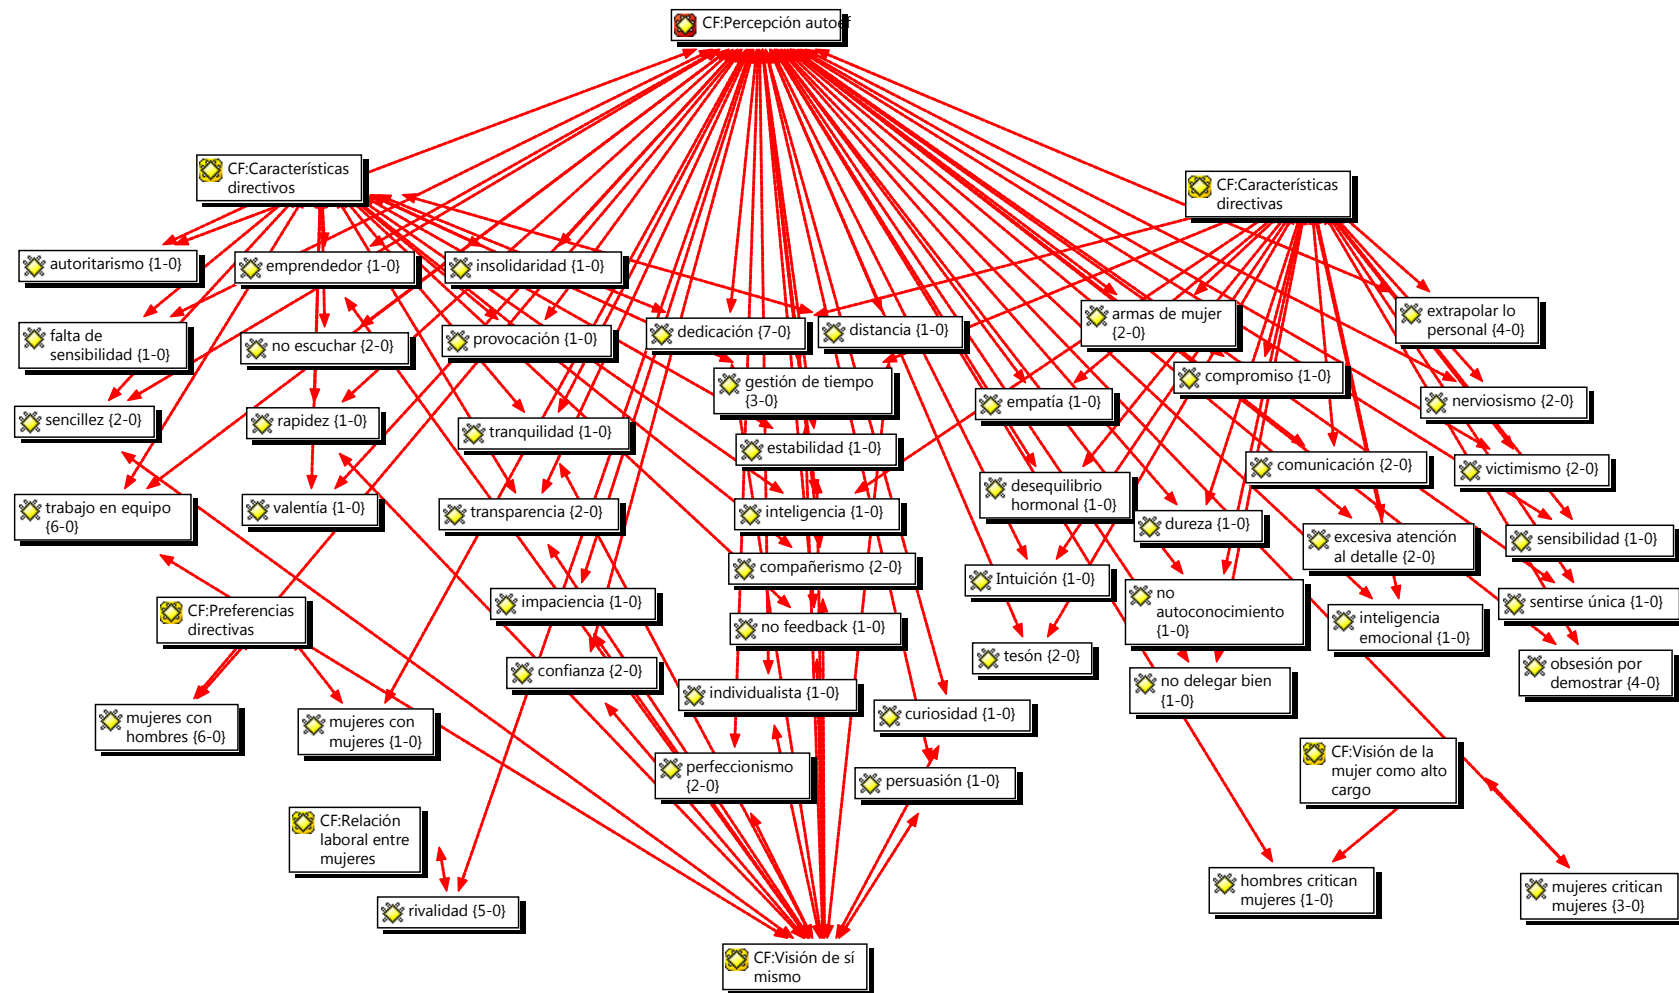 CF:Percepción autoef
CF:Características
directivos
CF:Características
directivas
autoritarismo {1-0}
emprendedor {1-0}
insolidaridad {1-0}
falta de
sensibilidad {1-0}
no escuchar {2-0}
provocación {1-0}
dedicación {7-0}
distancia {1-0}
armas de mujer
{2-0}
extrapolar lo
personal {4-0}
gestión de tiempo
{3-0}
compromiso {1-0}
empatía {1-0}
nerviosismo {2-0}
sencillez {2-0}
rapidez {1-0}
tranquilidad {1-0}
estabilidad {1-0}
comunicación {2-0}
victimismo {2-0}
trabajo en equipo
{6-0}
valentía {1-0}
transparencia {2-0}
inteligencia {1-0}
desequilibrio
hormonal {1-0}
dureza {1-0}
excesiva atención
al detalle {2-0}
sensibilidad {1-0}
compañerismo {2-0}
Intuición {1-0}
no
autoconocimiento
{1-0}
inteligencia
emocional {1-0}
sentirse única {1-0}
CF:Preferencias
directivas
impaciencia {1-0}
no feedback {1-0}
tesón {2-0}
obsesión por
demostrar {4-0}
confianza {2-0}
individualista {1-0}
no delegar bien
{1-0}
mujeres con
hombres {6-0}
mujeres con
mujeres {1-0}
curiosidad {1-0}
perfeccionismo
{2-0}
persuasión {1-0}
CF:Visión de la
mujer como alto
cargo
CF:Relación
laboral entre
mujeres
rivalidad {5-0}
hombres critican
mujeres {1-0}
mujeres critican
mujeres {3-0}
CF:Visión de sí
mismo